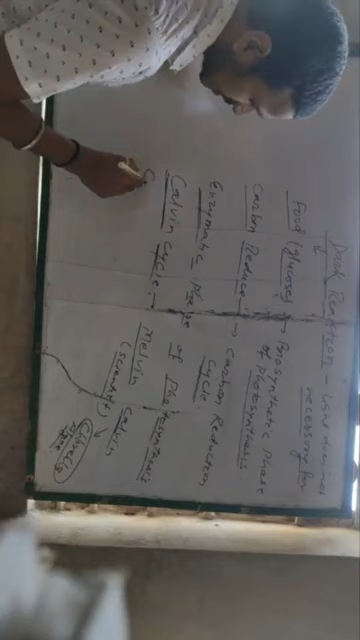 Dark Reaction - Light does not
necessary for
Food (glucose) → Biosynthetic Phase
of photosynthesis.
Carbon Reduce → Carbon Reduction
Cycle.
Enzymatic Phase of Photosynthesis
Calvin cycle - Melvin Calvin
(scientist) ↓
C